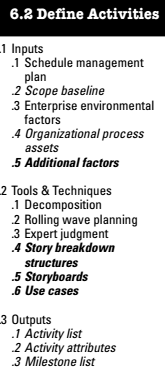 6.2 Define Activities
.1 Inputs
.1 Schedule management
plan
.2 Scope baseline
.3 Enterprise environmental
factors
.4 Organizational process
assets
.5 Additional factors
.2 Tools & Techniques
.1 Decomposition
.2 Rolling wave planning
.3 Expert judgment
.4 Story breakdown
structures
.5 Storyboards
.6 Use cases
.3 Outputs
.1 Activity list
.2 Activity attributes
.3 Milestone list